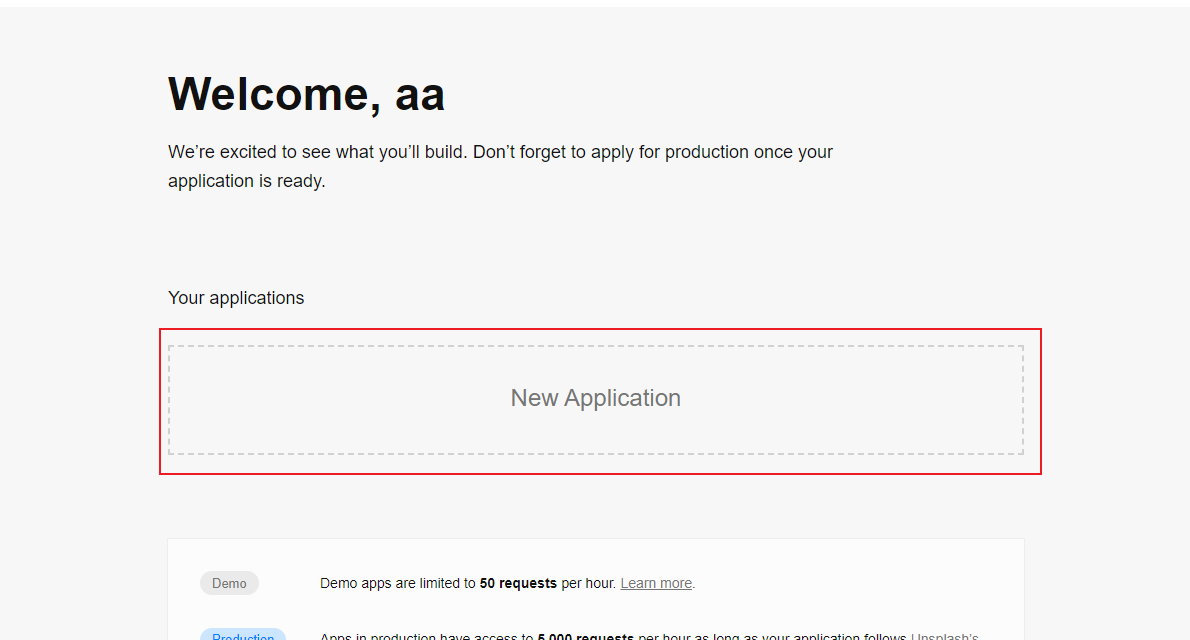 Welcome, aa
We’re excited to see what you’ll build. Don’t forget to apply for production once your
application is ready.
Your applications
New Application
Demo
Demo apps are limited to 50 requests per hour. Learn more.
Production
Apps in production have access to 5,000 requests per hour as long as your application follows Unsplash’s